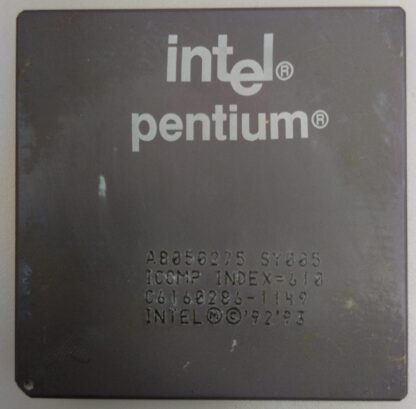 intel®
pentium®
A8050275 SY005
ICOMP INDEX=610
C6160286-1149
INTEL Ⓜ©'92'93